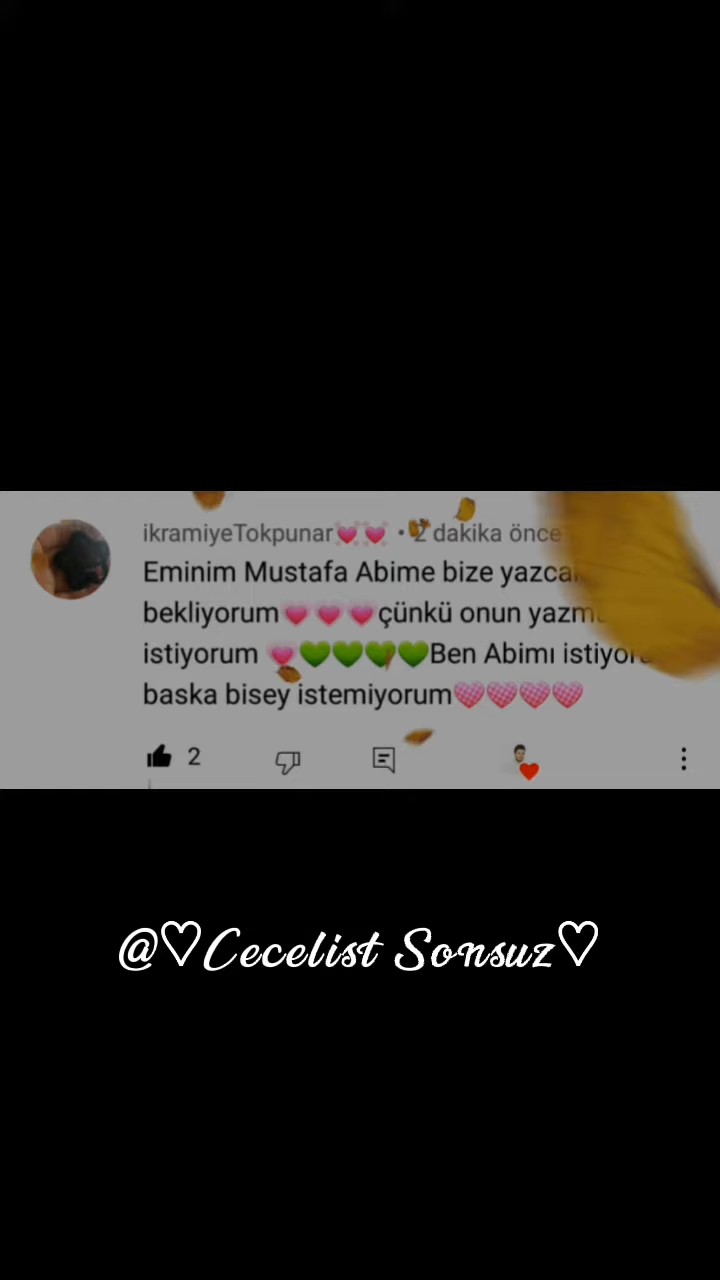 ikramiyeTokpunar💓💓 • 2 dakika önce
Eminim Mustafa Abime bize
bekliyorum💗💗💗çünkü onun
istiyorum 💗💚💚💚💚Ben Abimı
baska bisey istemiyorum💖💖💖💖
2
@♡Cecelist Sonsuz♡